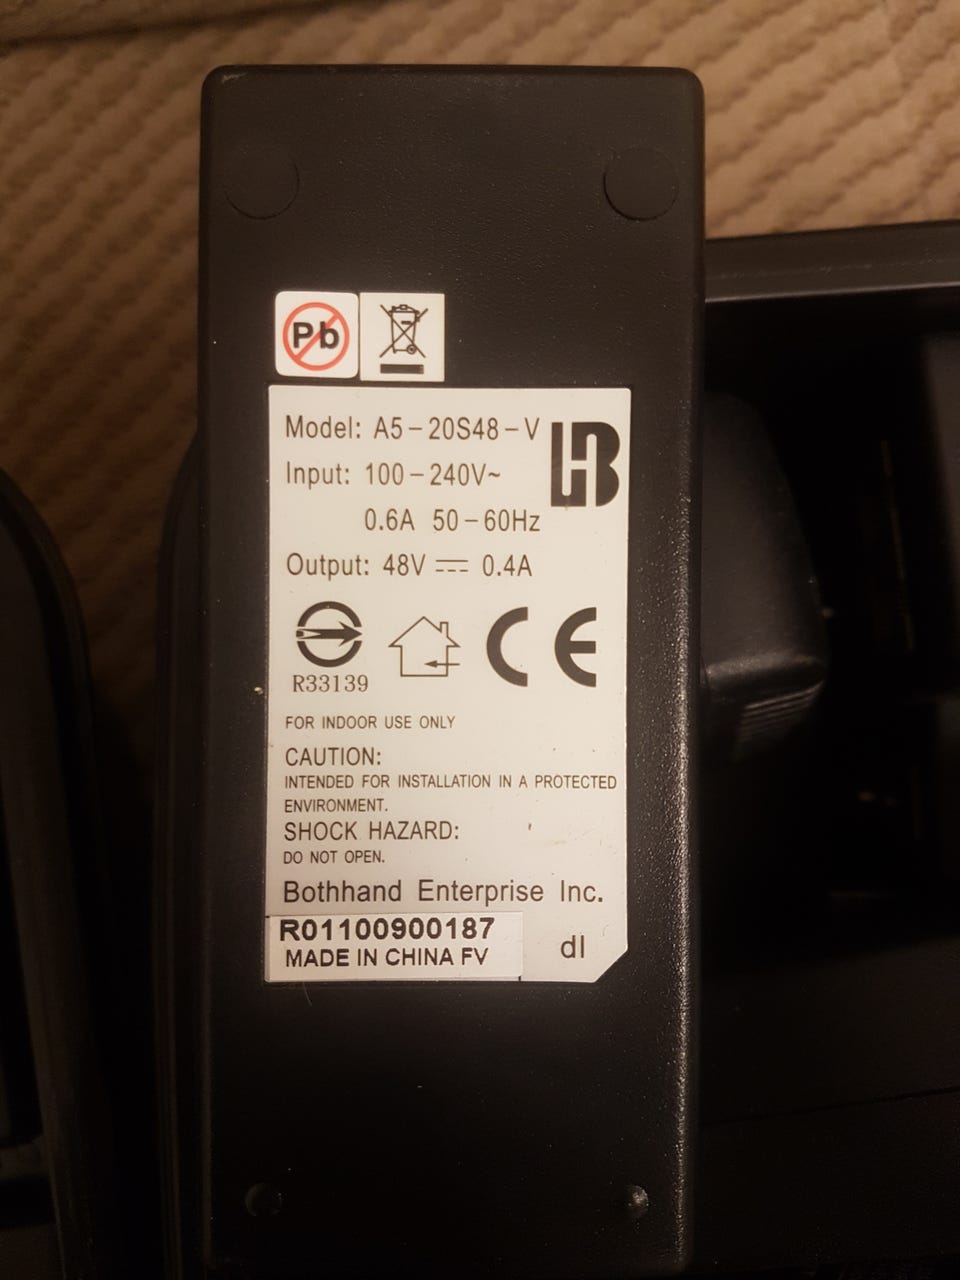 Pb
Model: A5-20S48-V
Input: 100-240V~
0.6A 50-60Hz
Output: 48V ⎓ 0.4A
R33139
CE
FOR INDOOR USE ONLY
CAUTION:
INTENDED FOR INSTALLATION IN A PROTECTED
ENVIRONMENT.
SHOCK HAZARD:
DO NOT OPEN.
Bothhand Enterprise Inc.
R01100900187
MADE IN CHINA FV
dl